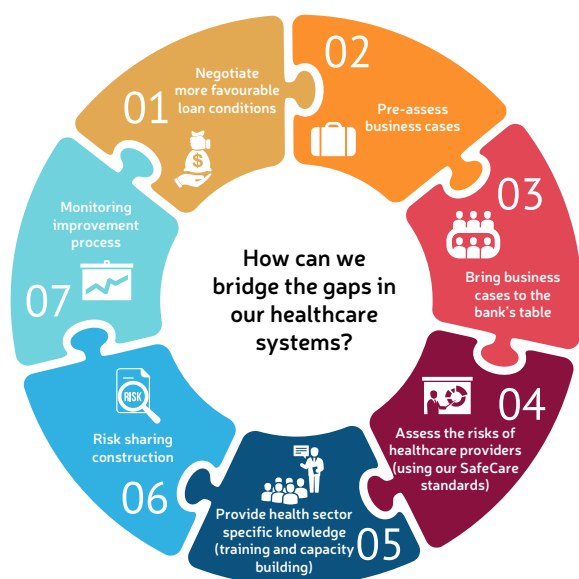 01
Negotiate
more favourable
loan conditions
02
Pre-assess
business cases
03
Bring business
cases to the
bank's table
04
Assess the risks of
healthcare providers
(using our SafeCare
standards)
05
Provide health sector
specific knowledge
(training and capacity
building)
06
RISK
Risk sharing
construction
07
Monitoring
improvement
process
How can we
bridge the gaps in
our healthcare
systems?
$